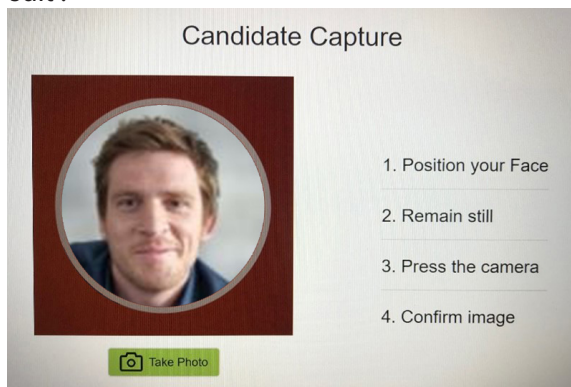 Candidate Capture
1. Position your Face
2. Remain still
3. Press the camera
4. Confirm image
Take Photo